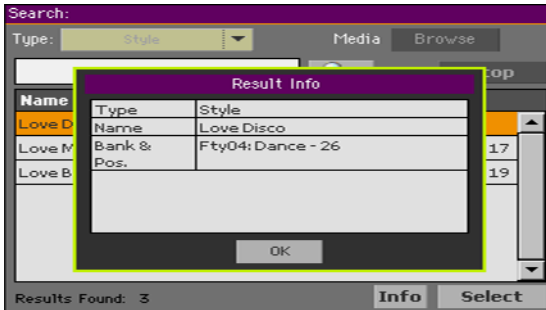 Search:
Type: Style Media Browse
Result Info
Name
Type Style
Love D
Name Love Disco
Love M
Bank & Fty04: Dance - 26
17
Pos.
Love B
19
OK
Results Found: 3 Info Select